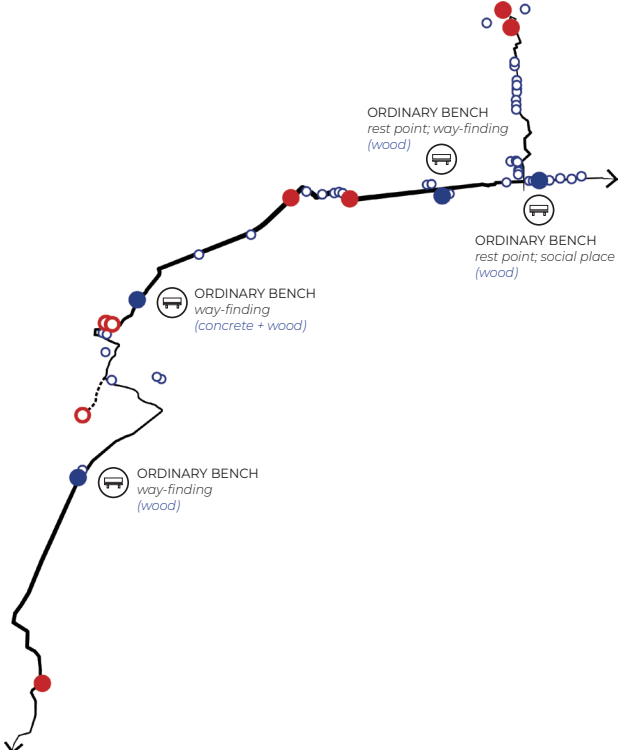 ORDINARY BENCH
rest point; way-finding
(wood)
ORDINARY BENCH
rest point; social place
(wood)
ORDINARY BENCH
way-finding
(concrete + wood)
ORDINARY BENCH
way-finding
(wood)